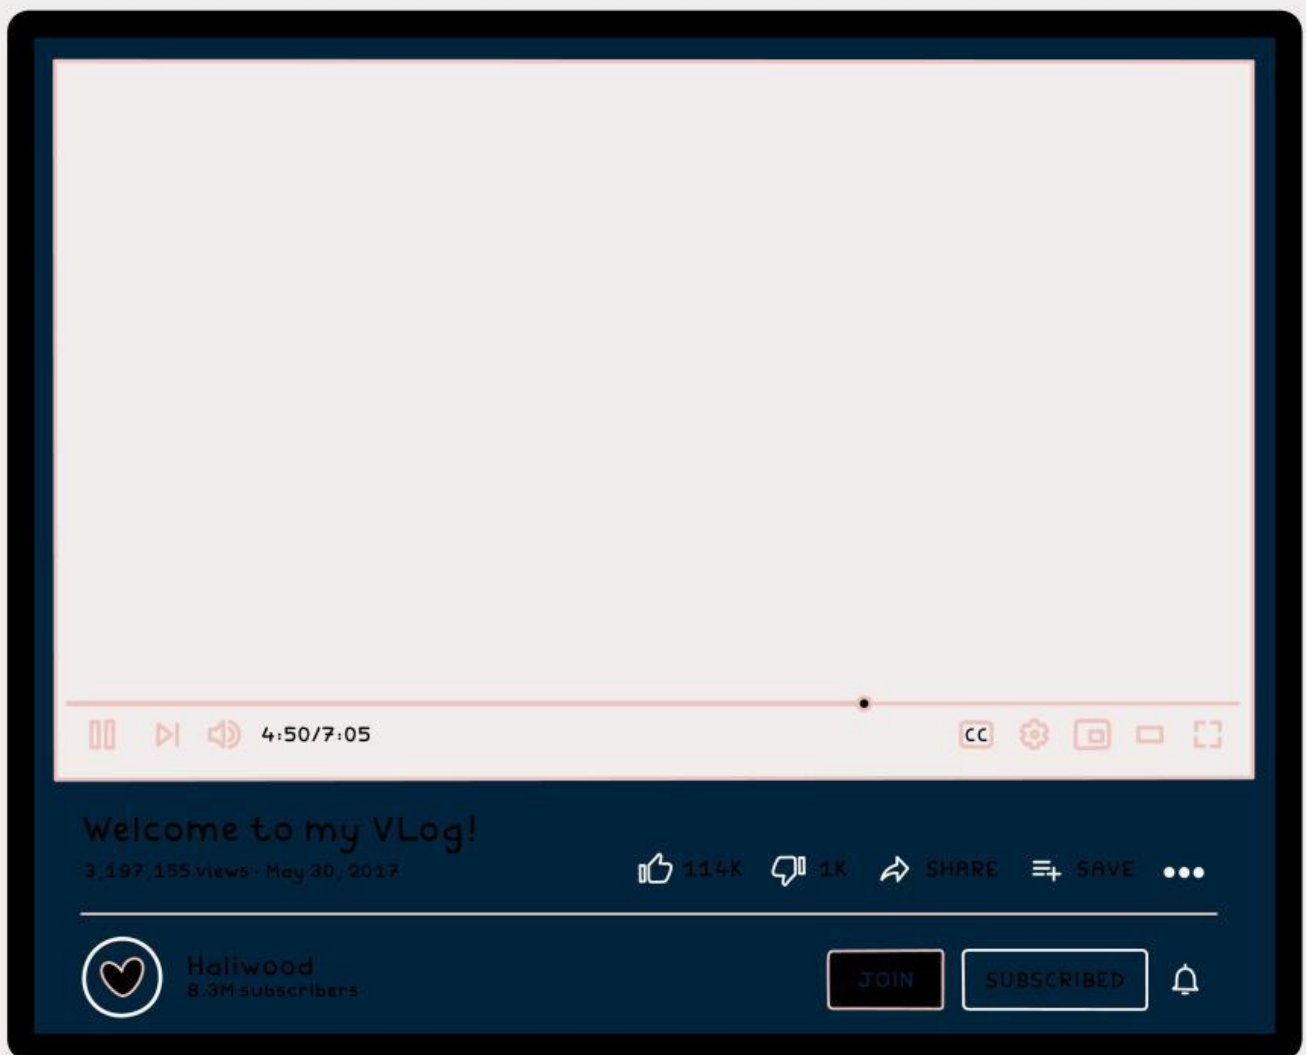 4:50/7:05
CC
Welcome to my VLog!
3,197,155 views · May 30, 2017
114K 1K SHARE SAVE
Haliwood
8.3M subscribers
JOIN SUBSCRIBED